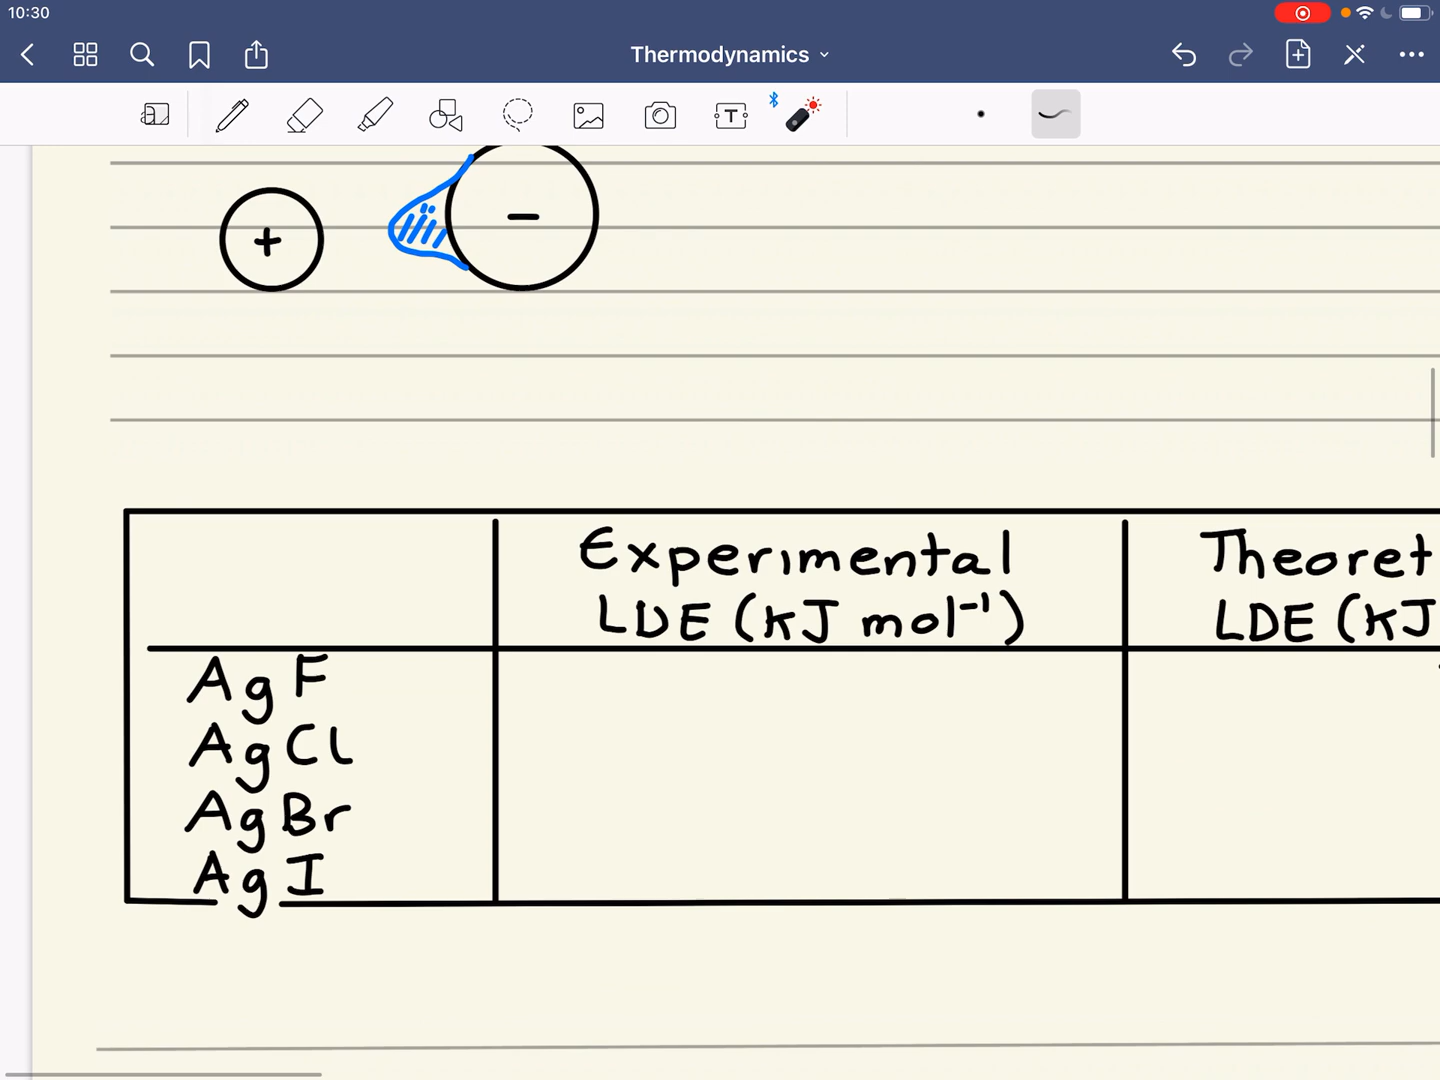 10:30
Thermodynamics
T
+
−
Experimental
LDE (kJ mol⁻¹)
Theoret
LDE (kJ
AgF
AgCl
AgBr
AgI